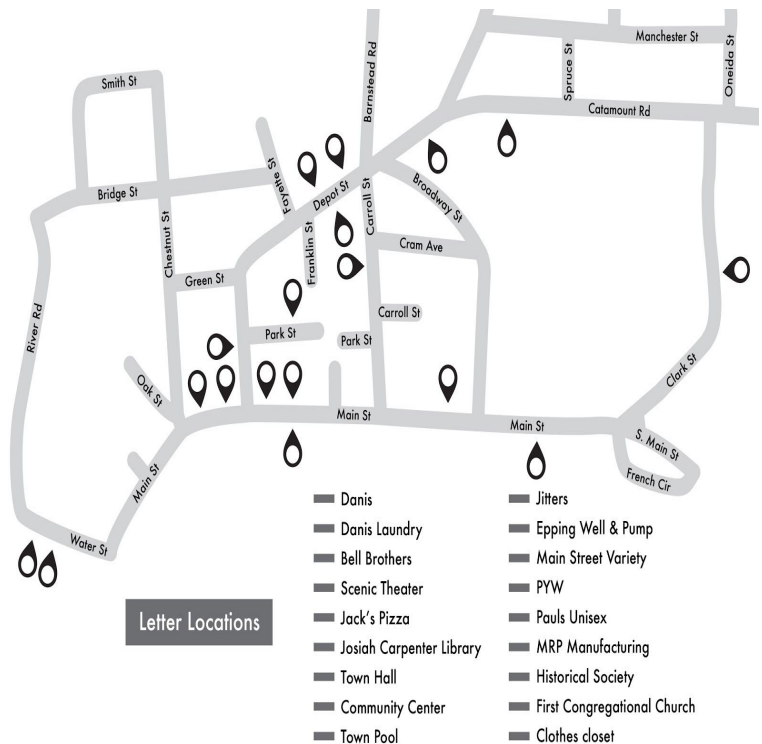 Manchester St
Spruce St
Oneida St
Barnstead Rd
Smith St
Catamount Rd
Fayette St
Depot St
Broadway St
Bridge St
Chestnut St
Carroll St
Franklin St
Cram Ave
Green St
River Rd
Carroll St
Park St
Park St
Oak St
Clark St
Main St
Main St
S. Main St
Main St
French Cir
Water St
Letter Locations
Danis
Danis Laundry
Bell Brothers
Scenic Theater
Jack's Pizza
Josiah Carpenter Library
Town Hall
Community Center
Town Pool
Jitters
Epping Well & Pump
Main Street Variety
PYW
Pauls Unisex
MRP Manufacturing
Historical Society
First Congregational Church
Clothes closet